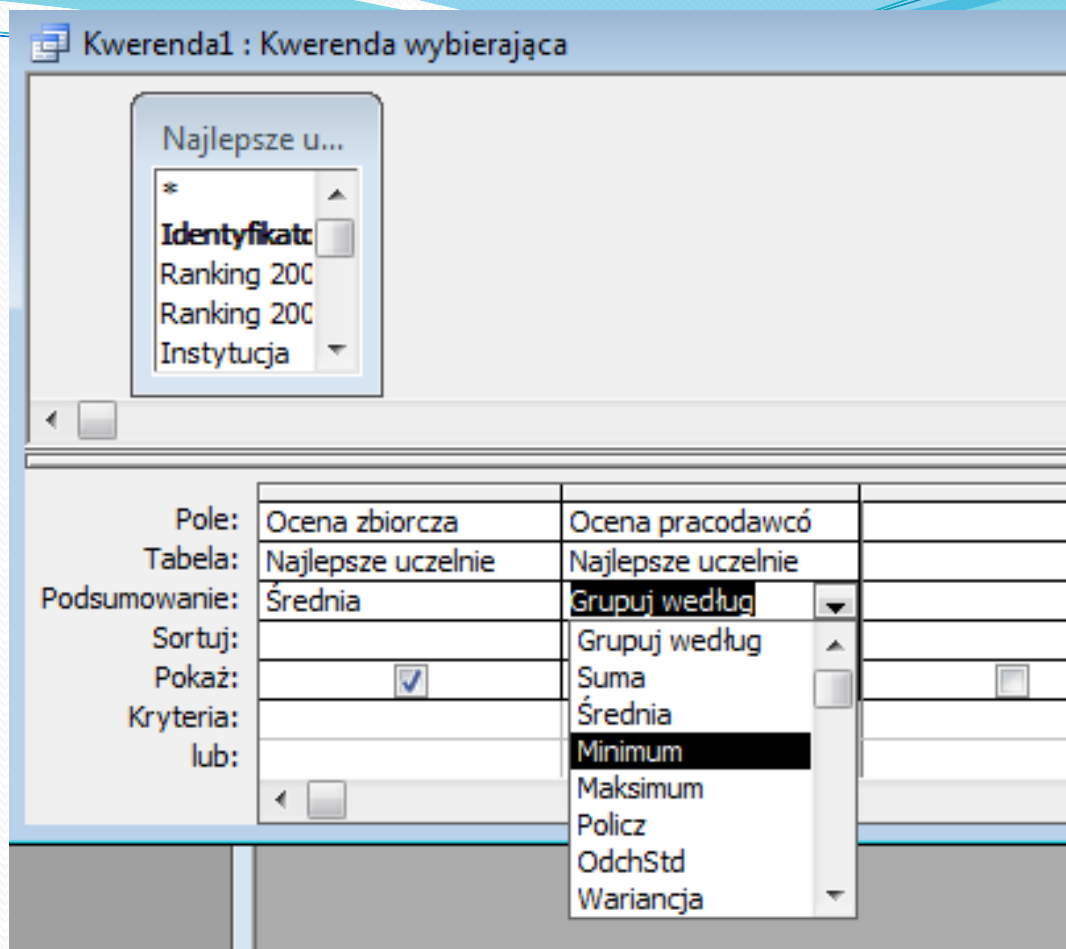 Kwerenda1 : Kwerenda wybierająca
Najlepsze u...
*
Identyfikatc
Ranking 200
Ranking 200
Instytucja
Pole: Ocena zbiorcza Ocena pracodawcó
Tabela: Najlepsze uczelnie Najlepsze uczelnie
Podsumowanie: Średnia Grupuj według
Sortuj:
Pokaż:
Kryteria:
lub:
Grupuj według
Suma
Średnia
Minimum
Maksimum
Policz
OdchStd
Wariancja